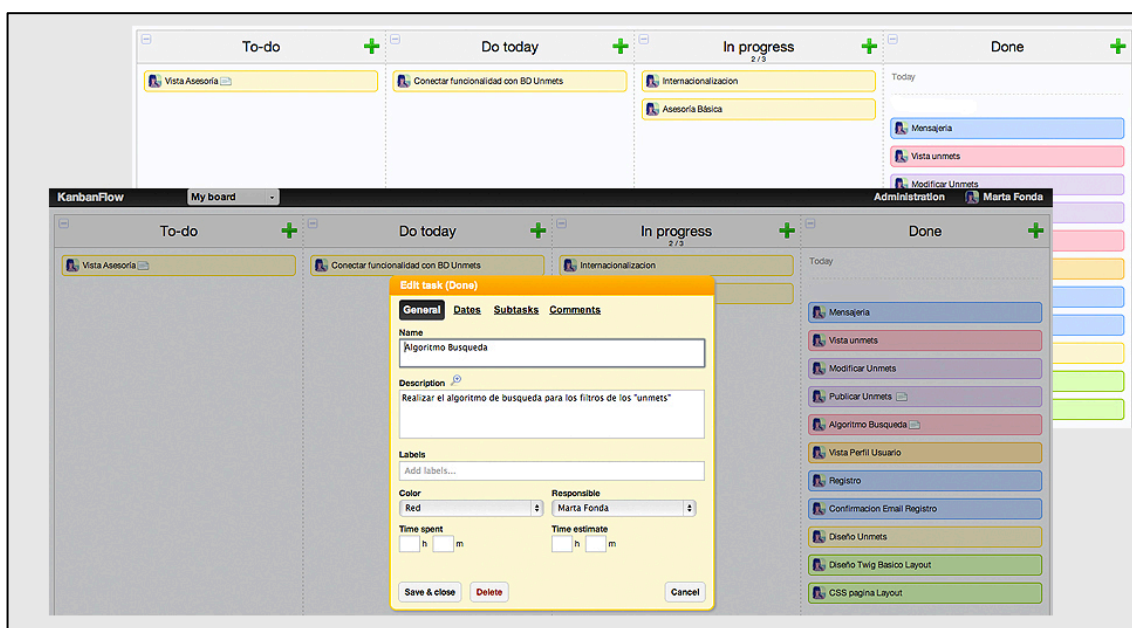 To-do
Do today
In progress
2 / 3
Done
Vista Asesoría
Conectar funcionalidad con BD Unmets
Internacionalizacion
Asesoría Básica
Today
Mensajeria
Vista unmets
Modificar Unmets
KanbanFlow
My board
Administration
Marta Fonda
To-do
Do today
In progress
2 / 3
Done
Vista Asesoría
Conectar funcionalidad con BD Unmets
Internacionalizacion
Today
Mensajeria
Vista unmets
Modificar Unmets
Publicar Unmets
Algoritmo Busqueda
Vista Perfil Usuario
Registro
Confirmacion Email Registro
Diseño Unmets
Diseño Twig Basico Layout
CSS pagina Layout
Edit task (Done)
General Dates Subtasks Comments
Name
Algoritmo Busqueda
Description
Realizar el algoritmo de busqueda para los filtros de los "unmets"
Labels
Add labels...
Color Responsible
Red Marta Fonda
Time spent Time estimate
h m h m
Save & close Delete Cancel